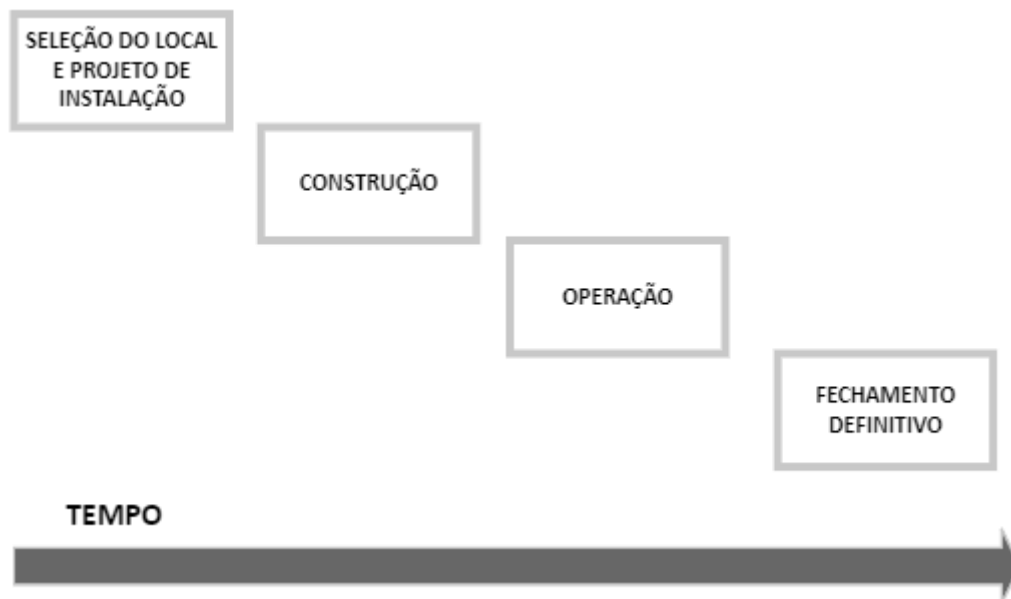 SELEÇÃO DO LOCAL
E PROJETO DE
INSTALAÇÃO
CONSTRUÇÃO
OPERAÇÃO
FECHAMENTO
DEFINITIVO
TEMPO